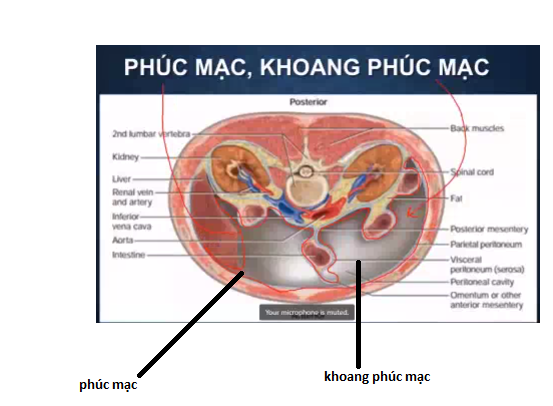 PHÚC MẠC, KHOANG PHÚC MẠC
Posterior
2nd lumbar vertebra
Kidney
Liver
Renal vein
and artery
Inferior
vena cava
Aorta
Intestine
Back muscles
Spinal cord
Fat
Posterior mesentery
Parietal peritoneum
Visceral
peritoneum (serosa)
Peritoneal cavity
Omentum or other
anterior mesentery
Your microphone is muted.
phúc mạc
khoang phúc mạc